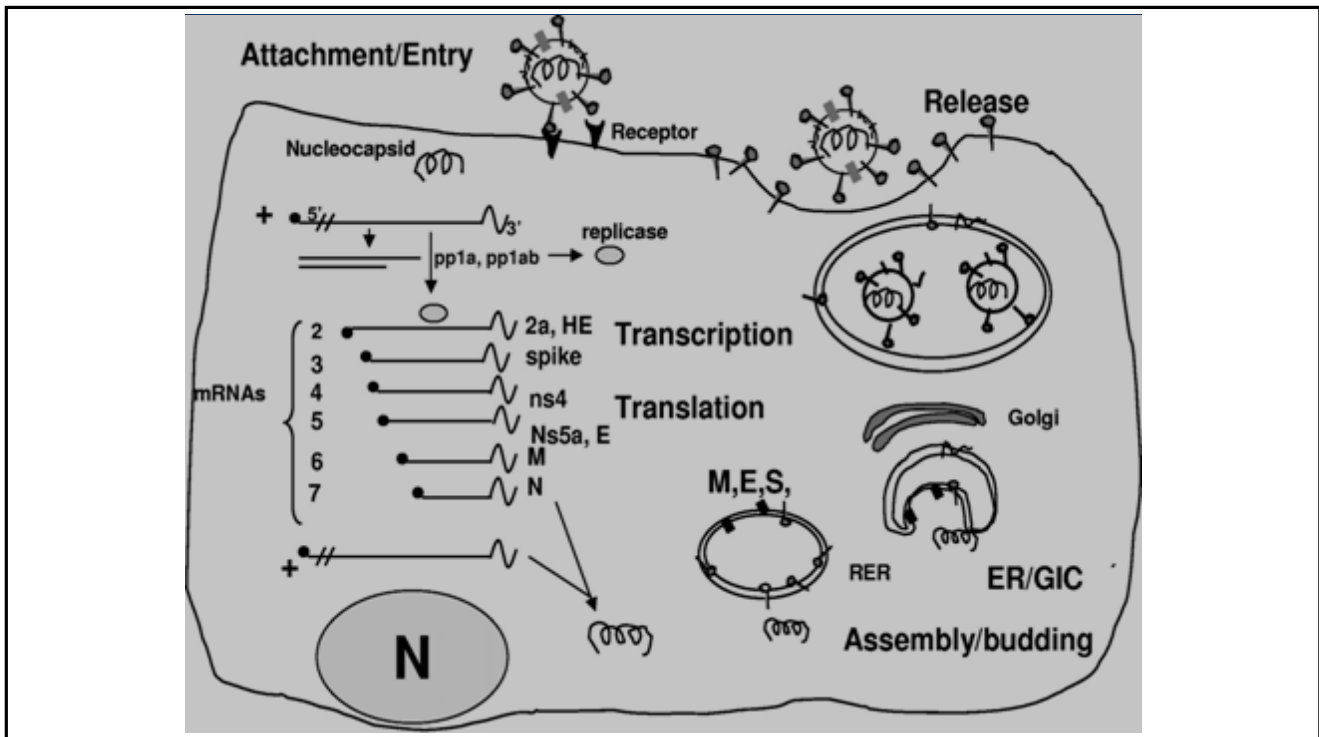 Attachment/Entry
Release
Receptor
Nucleocapsid
+ 5' 3'
replicase
pp1a, pp1ab
2 2a, HE
Transcription
3 spike
mRNAs
4 ns4
Translation
5 Ns5a, E
Golgi
6 M
7 N
M,E,S,
+
RER
ER/GIC
Assembly/budding
N